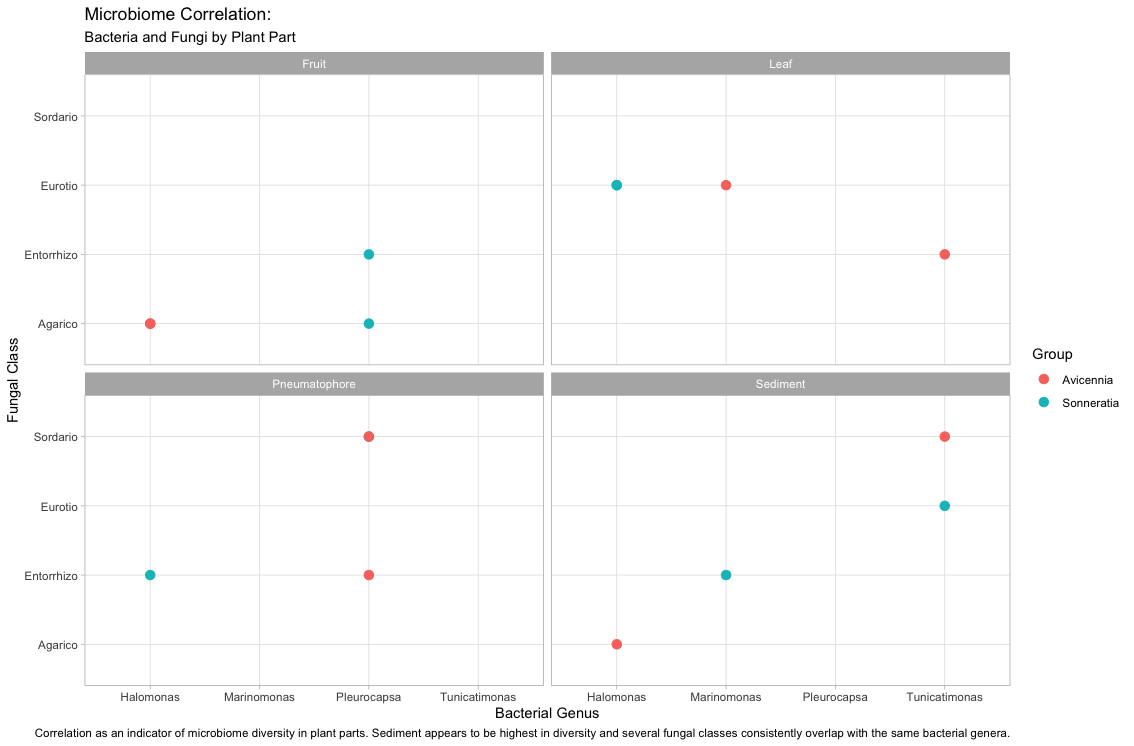 Microbiome Correlation:
Bacteria and Fungi by Plant Part
Fruit
Leaf
Sordario
Eurotio
Entorrhizo
Agarico
Fungal Class
Pneumatophore
Sediment
Sordario
Eurotio
Entorrhizo
Agarico
Halomonas
Marinomonas
Pleurocapsa
Tunicatimonas
Halomonas
Marinomonas
Pleurocapsa
Tunicatimonas
Bacterial Genus
Group
Avicennia
Sonneratia
Correlation as an indicator of microbiome diversity in plant parts. Sediment appears to be highest in diversity and several fungal classes consistently overlap with the same bacterial genera.